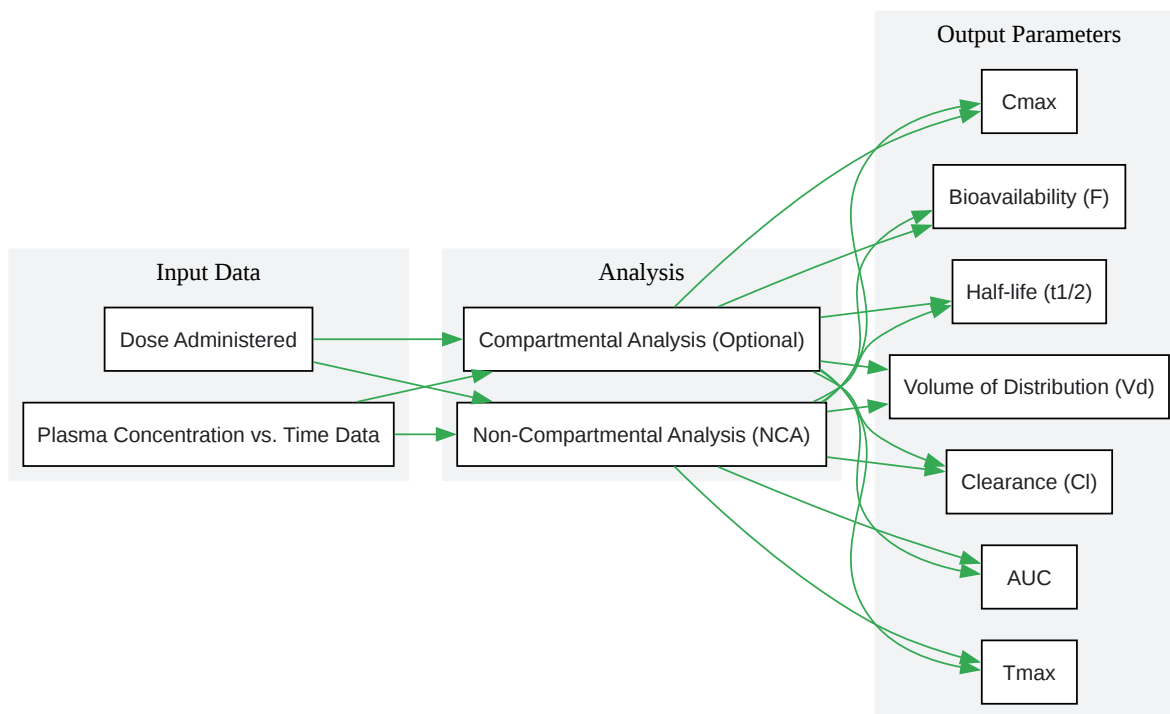 Input Data
Dose Administered
Plasma Concentration vs. Time Data
Analysis
Compartmental Analysis (Optional)
Non-Compartmental Analysis (NCA)
Output Parameters
Cmax
Bioavailability (F)
Half-life (t1/2)
Volume of Distribution (Vd)
Clearance (Cl)
AUC
Tmax